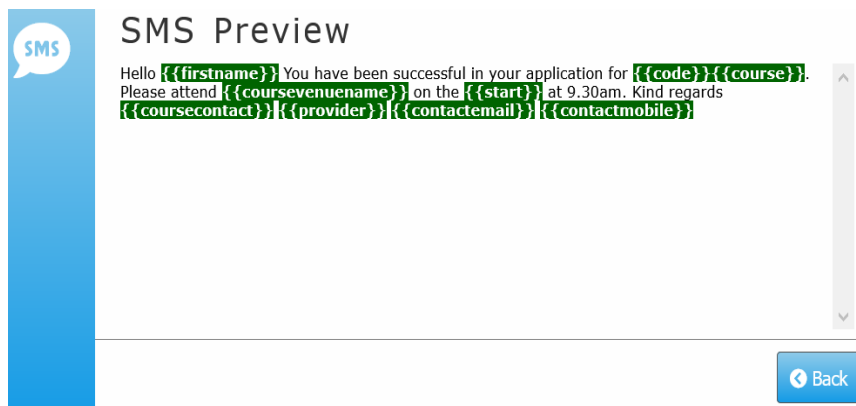 SMS
SMS Preview
Hello {{firstname}} You have been successful in your application for {{code}}-{{course}}.
Please attend {{coursevenuename}} on the {{start}} at 9.30am. Kind regards
{{coursecontact}} {{provider}} {{contactemail}} {{contactmobile}}
Back